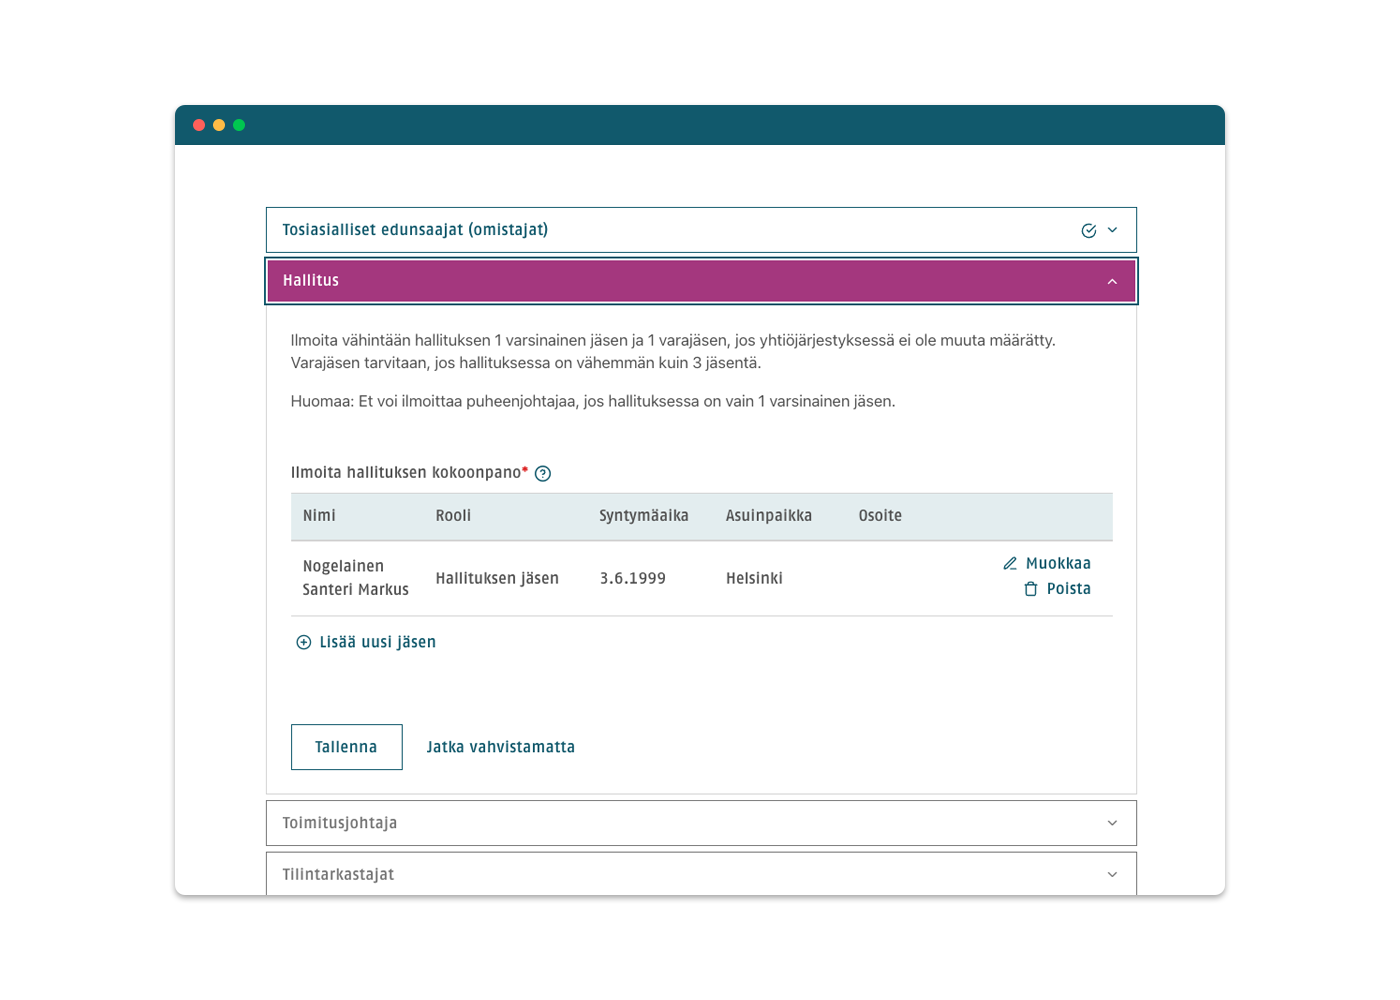 Tosiasialliset edunsaajat (omistajat)
Hallitus
Ilmoita vähintään hallituksen 1 varsinainen jäsen ja 1 varajäsen, jos yhtiöjärjestyksessä ei ole muuta määrätty.
Varajäsen tarvitaan, jos hallituksessa on vähemmän kuin 3 jäsentä.
Huomaa: Et voi ilmoittaa puheenjohtajaa, jos hallituksessa on vain 1 varsinainen jäsen.
Ilmoita hallituksen kokoonpano*
Nimi Rooli Syntymäaika Asuinpaikka Osoite
Nogelainen
Santeri Markus
Hallituksen jäsen 3.6.1999 Helsinki
Muokkaa
Poista
Lisää uusi jäsen
Tallenna Jatka vahvistamatta
Toimitusjohtaja
Tilintarkastajat